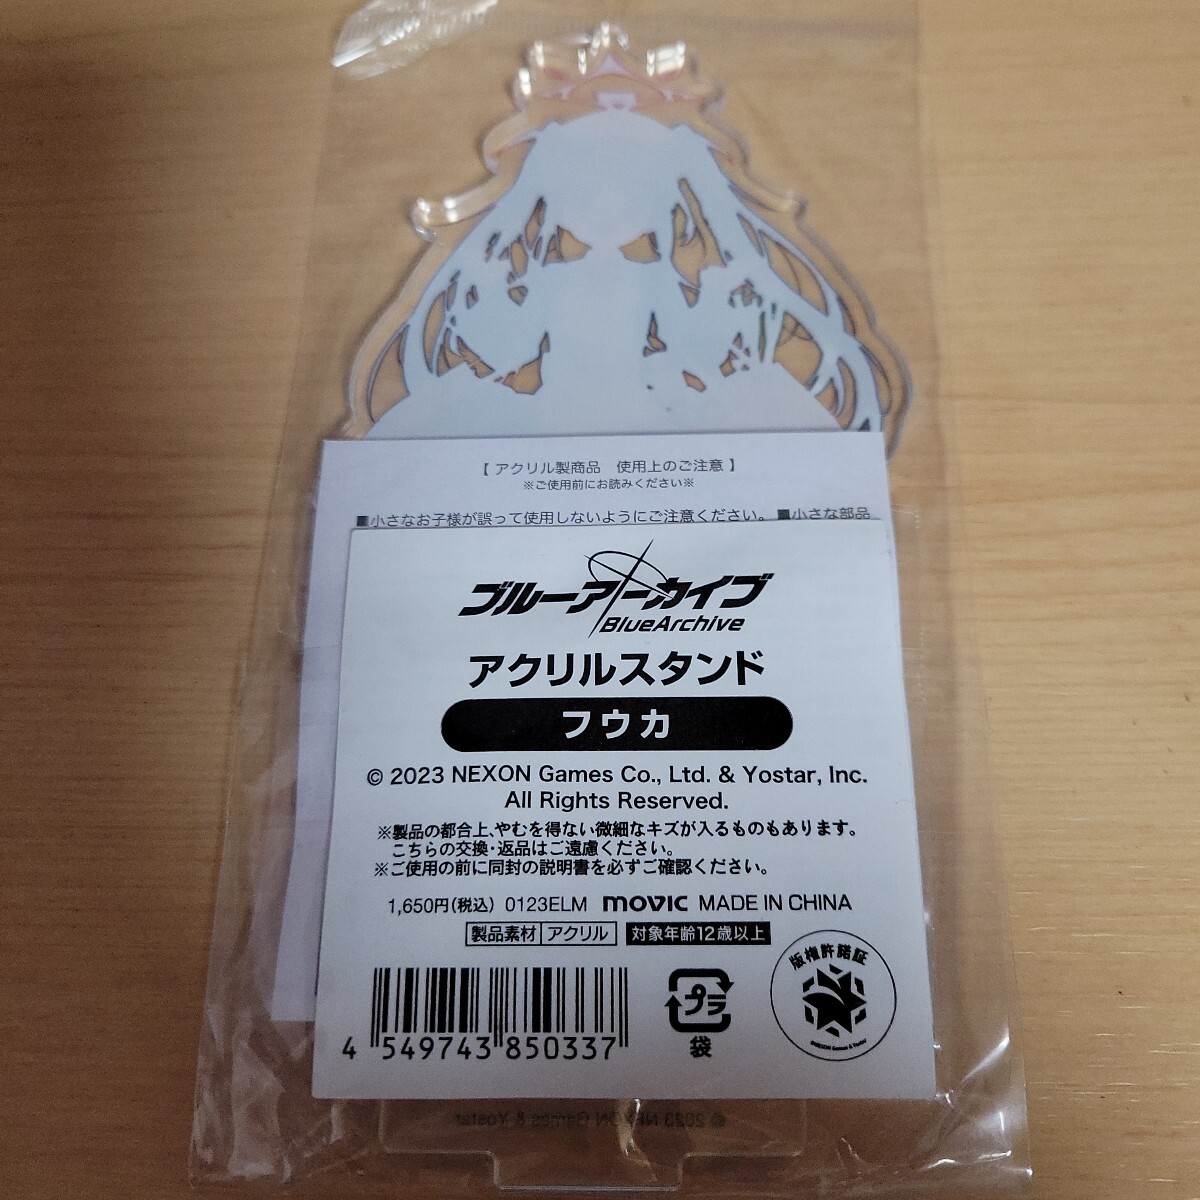 【 アクリル製商品　使用上のご注意 】
※ご使用前にお読みください※
■小さなお子様が誤って使用しないようにご注意ください。 ■小さな部品
ブルーアーカイブ
BlueArchive
アクリルスタンド
フウカ
© 2023 NEXON Games Co., Ltd. & Yostar, Inc.
All Rights Reserved.
※製品の都合上、やむを得ない微細なキズが入るものもあります。
こちらの交換・返品はご遠慮ください。
※ご使用の前に同封の説明書を必ずご確認ください。
1,650円(税込) 0123ELM movic MADE IN CHINA
製品素材 アクリル 対象年齢12歳以上
版権許諾証
©NEXON Games & Yostar
プラ
袋
4 549743 850337
© 2023 NEXON Games & Yostar